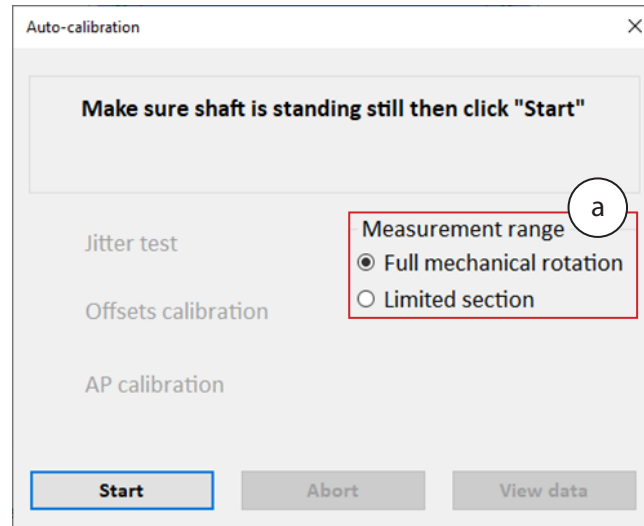 Auto-calibration
Make sure shaft is standing still then click "Start"
a
Measurement range
Jitter test
Full mechanical rotation
Limited section
Offsets calibration
AP calibration
Start
Abort
View data